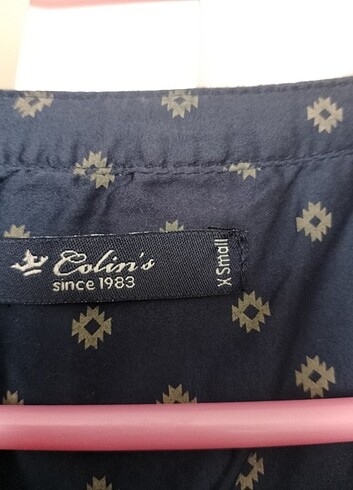 Colin's
since 1983
X Small